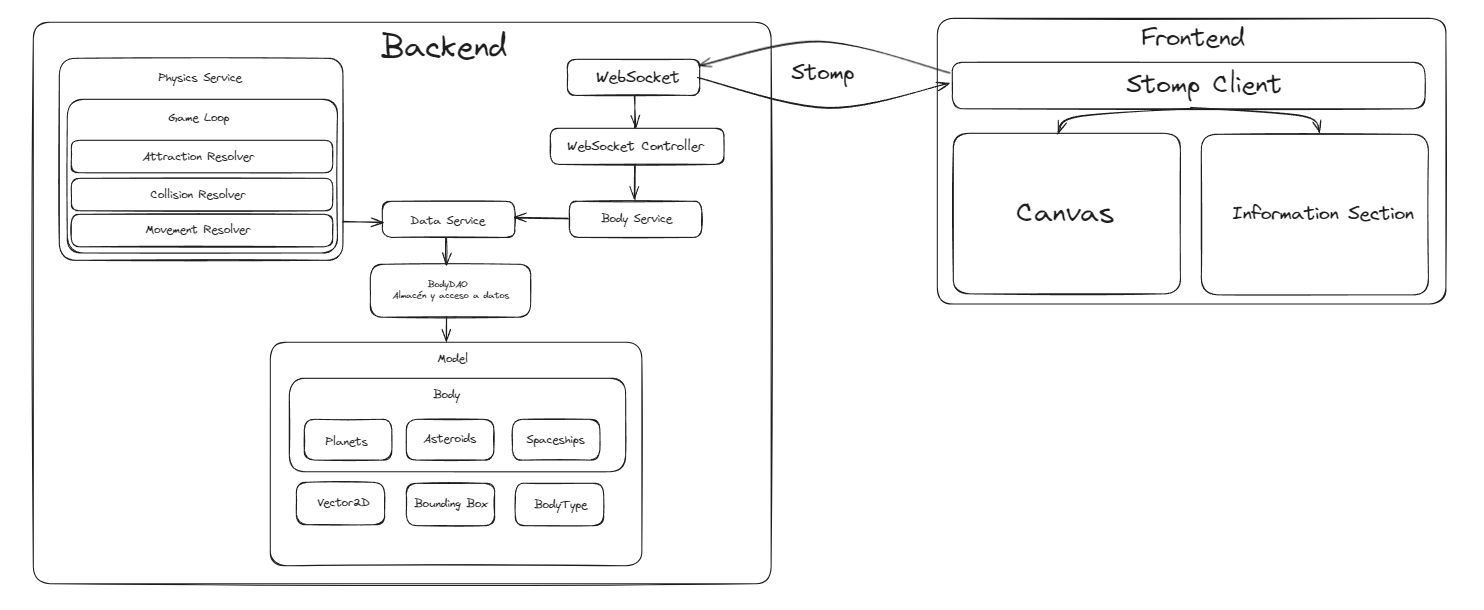 Backend
Physics Service
Game Loop
Attraction Resolver
Collision Resolver
Movement Resolver
WebSocket
WebSocket Controller
Body Service
Data Service
BodyDAO
Almacén y acceso a datos
Model
Body
Planets
Asteroids
Spaceships
Vector2D
Bounding Box
BodyType
Stomp
Frontend
Stomp Client
Canvas
Information Section